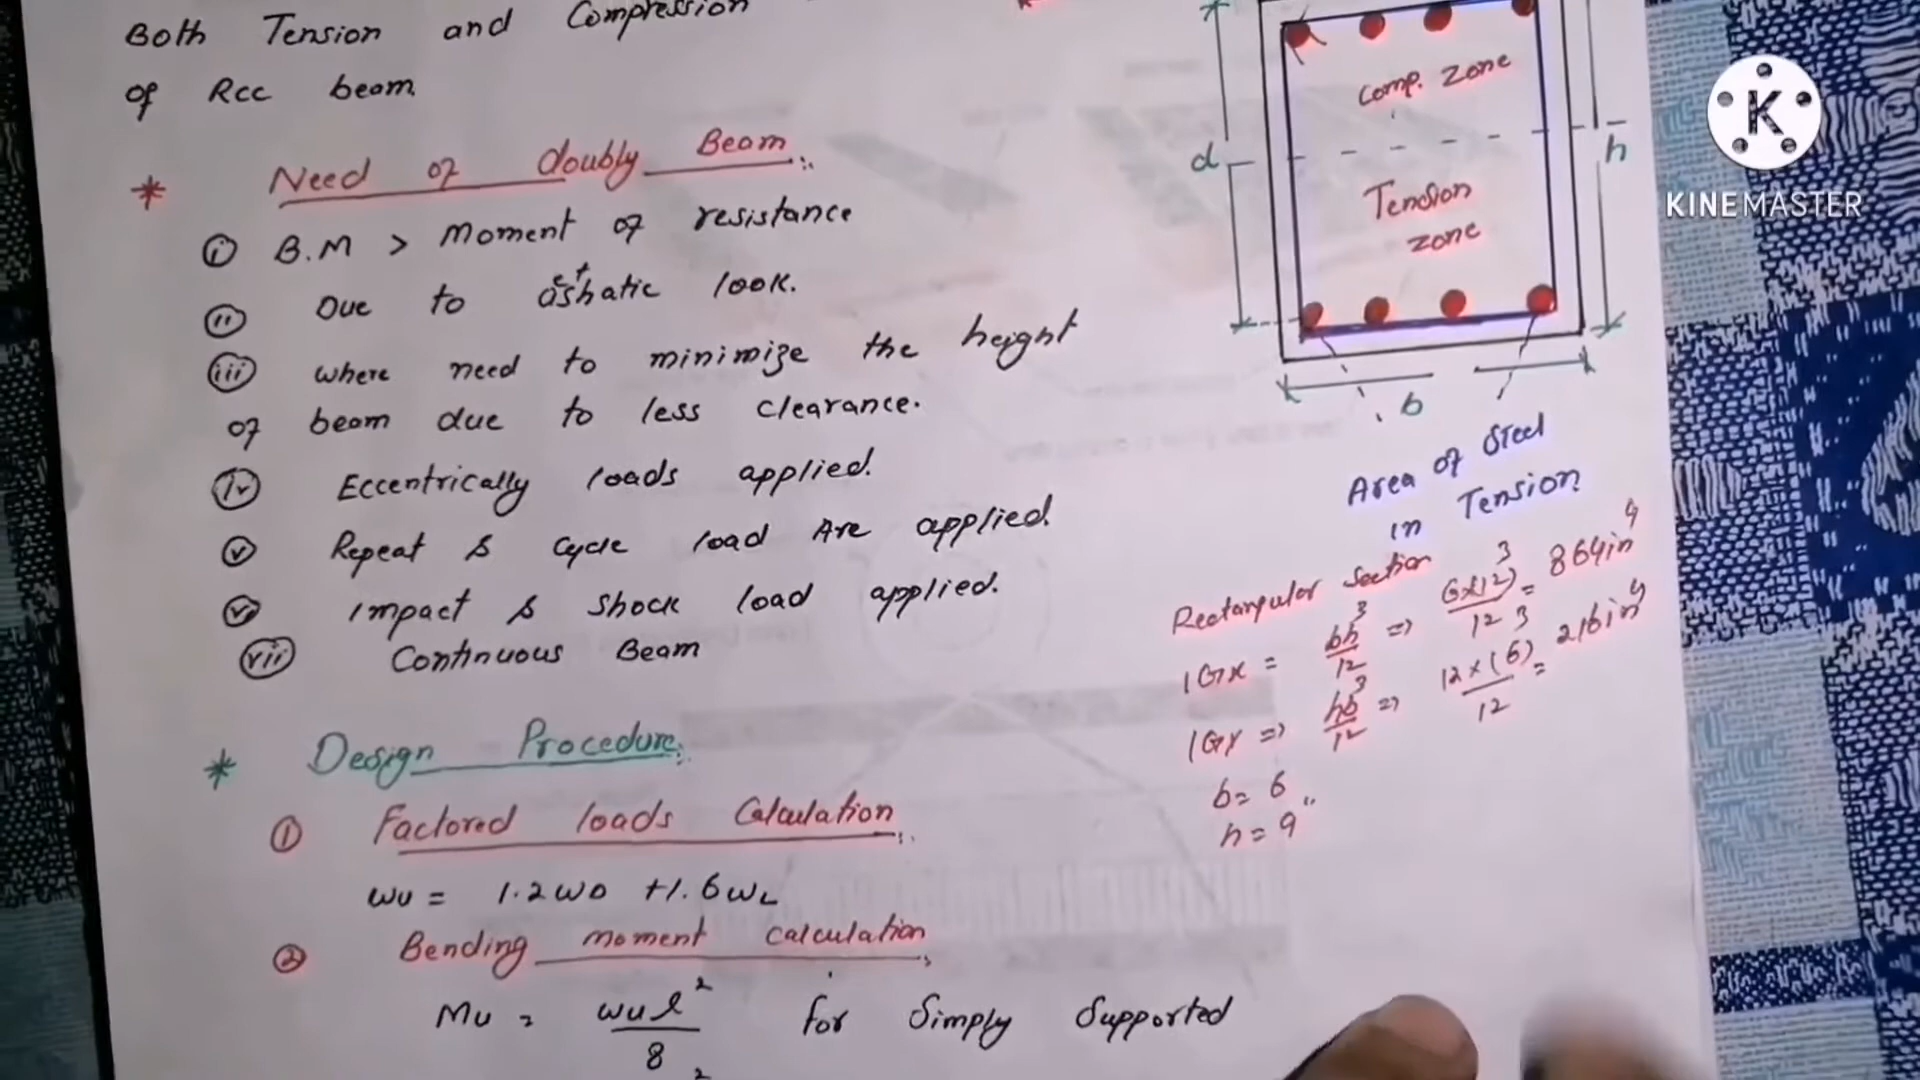 Both Tension and Compression
of Rcc beam
* Need of doubly Beam
(i) B.M > Moment of resistance
(ii) Due to ashatic look.
et
(iii) where need to minimize the height
of beam due to less clearance.
(iv) Eccentrically loads applied.
(v) Repeat & Cycle load Are applied.
(v) Impact & Shock load applied.
(vii) Continuous Beam
* Design Procedure:
(1) Factored loads Calculation
wu = 1.2wD +1.6wL
(2) Bending moment calculation
Mu = wul²/8 for Simply Supported
2
Comp. zone
Tension
zone
d
h
b
Area of Steel
in Tension
Rectangular Section
IGx = bh³/12 => 6x(12)³/12 = 864in⁴
IGY => hb³/12 => 12x(6)³/12 = 216in⁴
b= 6
h= 9"
K
KINEMASTER